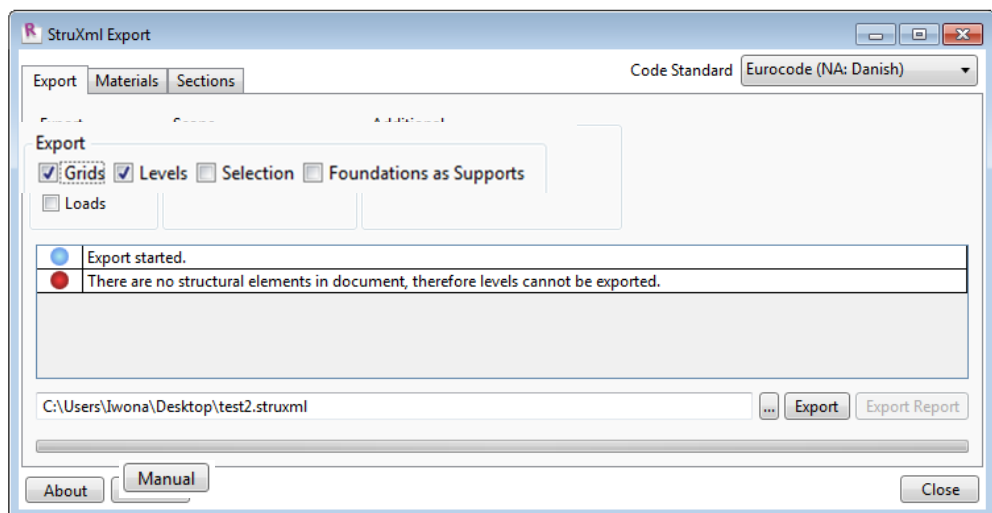 StruXml Export
Export Materials Sections
Code Standard Eurocode (NA: Danish)
Export
Grids Levels Selection Foundations as Supports
Loads
Export started.
There are no structural elements in document, therefore levels cannot be exported.
C:\Users\Iwona\Desktop\test2.struxml ... Export Export Report
About Manual Close